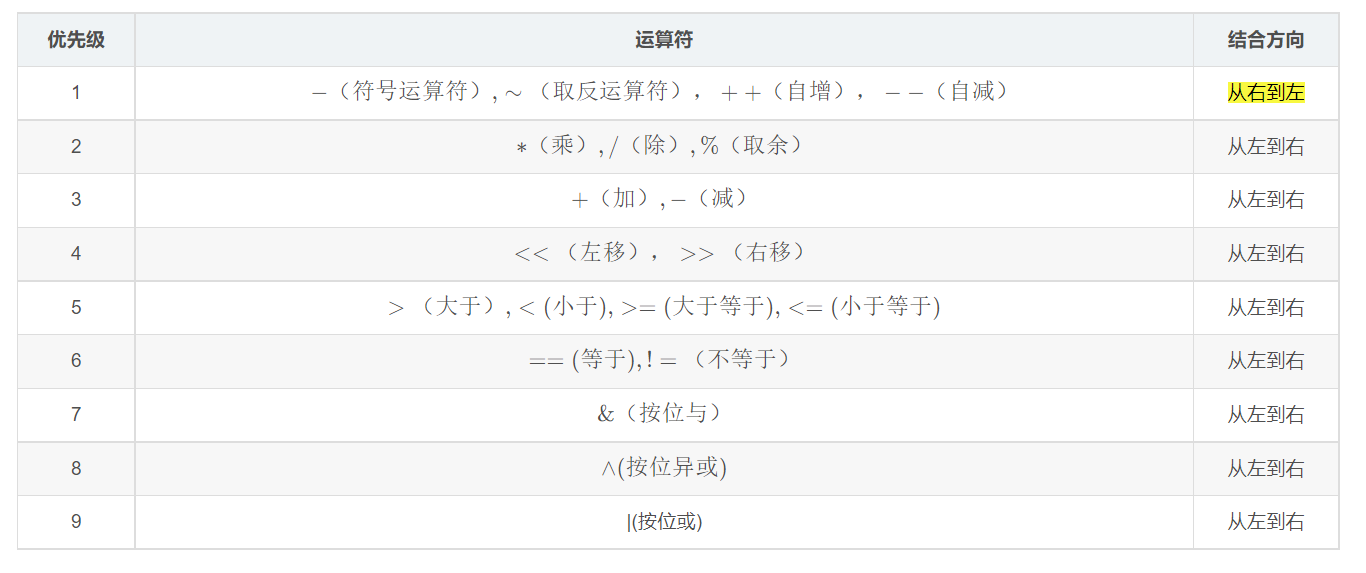 优先级 运算符 结合方向
1 −（符号运算符）, ∼（取反运算符）， ++（自增）， −−（自减） 从右到左
2 *（乘）, /（除）, %（取余） 从左到右
3 +（加）, −（减） 从左到右
4 <<（左移）， >>（右移） 从左到右
5 >（大于）, < (小于), >= (大于等于), <= (小于等于) 从左到右
6 == (等于), ! =（不等于） 从左到右
7 &（按位与） 从左到右
8 ∧(按位异或) 从左到右
9 |(按位或) 从左到右